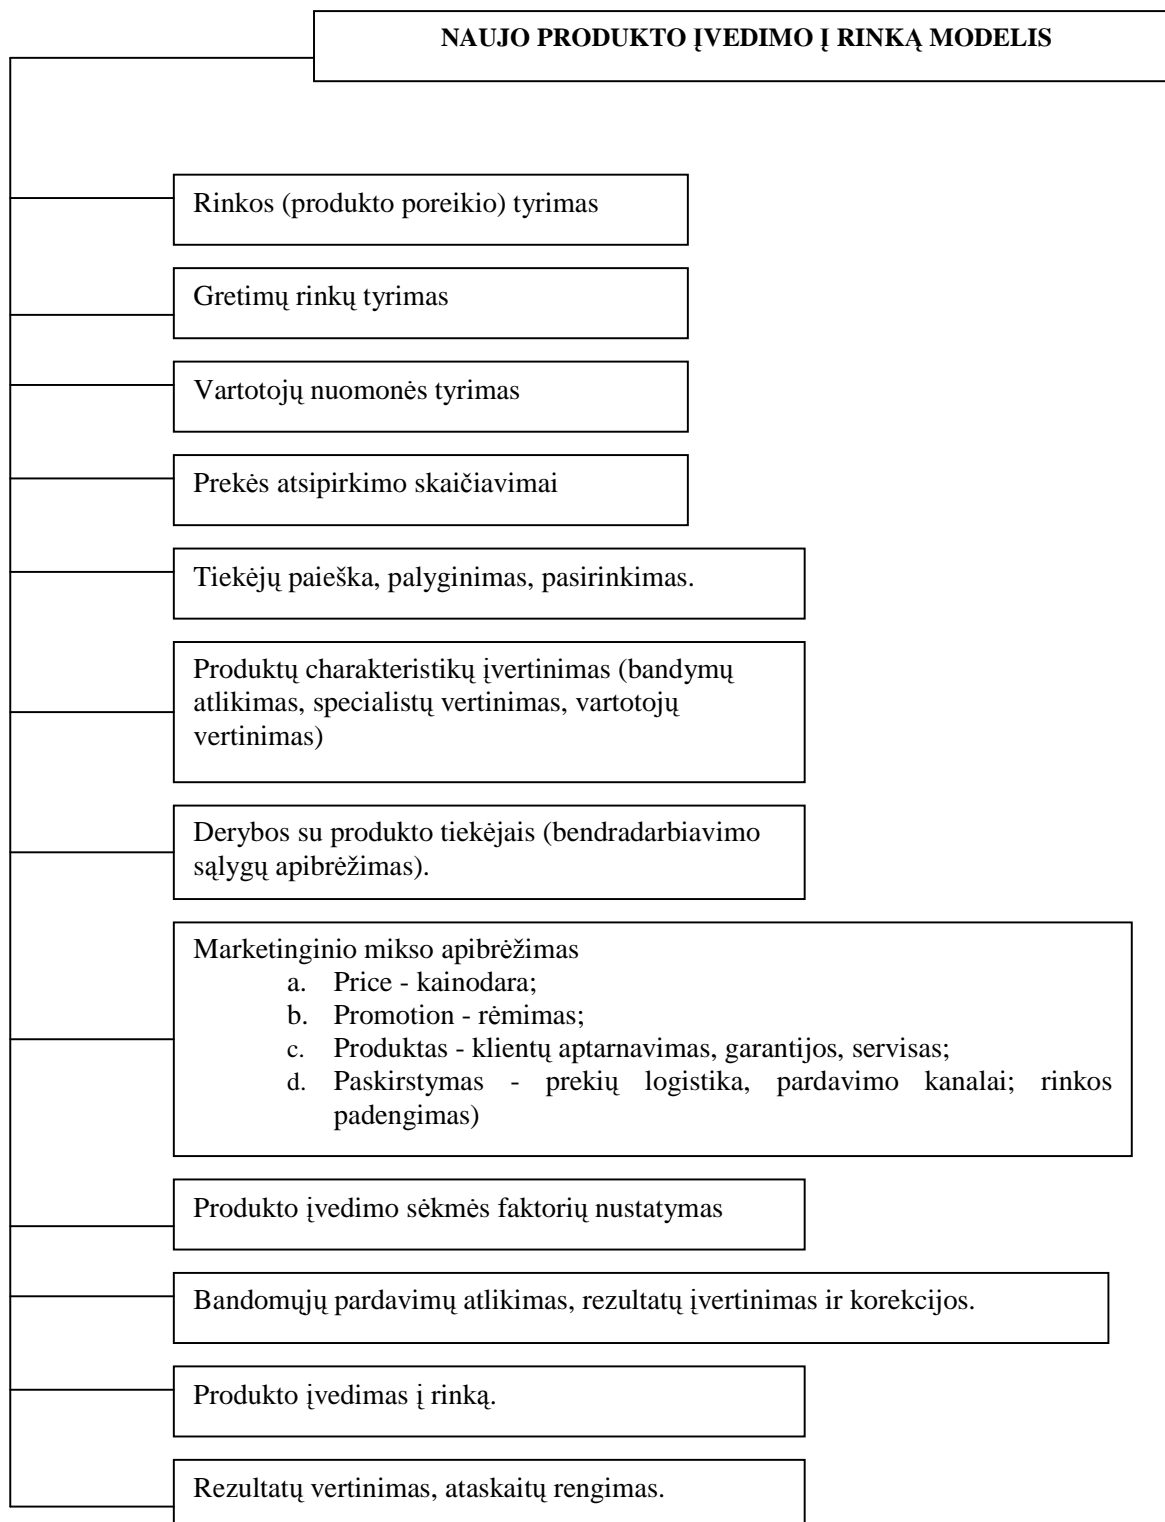 NAUJO PRODUKTO ĮVEDIMO Į RINKĄ MODELIS
Rinkos (produkto poreikio) tyrimas
Gretimų rinkų tyrimas
Vartotojų nuomonės tyrimas
Prekės atsipirkimo skaičiavimai
Tiekėjų paieška, palyginimas, pasirinkimas.
Produktų charakteristikų įvertinimas (bandymų
atlikimas, specialistų vertinimas, vartotojų
vertinimas)
Derybos su produkto tiekėjais (bendradarbiavimo
sąlygų apibrėžimas).
Marketinginio mikso apibrėžimas
a. Price - kainodara;
b. Promotion - rėmimas;
c. Produktas - klientų aptarnavimas, garantijos, servisas;
d. Paskirstymas - prekių logistika, pardavimo kanalai; rinkos
padengimas)
Produkto įvedimo sėkmės faktorių nustatymas
Bandomųjų pardavimų atlikimas, rezultatų įvertinimas ir korekcijos.
Produkto įvedimas į rinką.
Rezultatų vertinimas, ataskaitų rengimas.